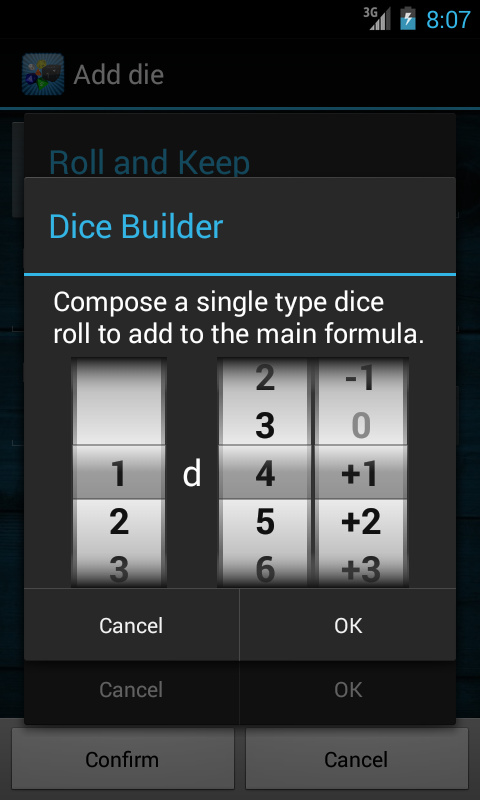 3G 8:07
Add die
Roll and Keep
Dice Builder
Compose a single type dice
roll to add to the main formula.
2 -1
3 0
1 d 4 +1
2 5 +2
3 6 +3
Cancel OK
Cancel OK
Confirm Cancel